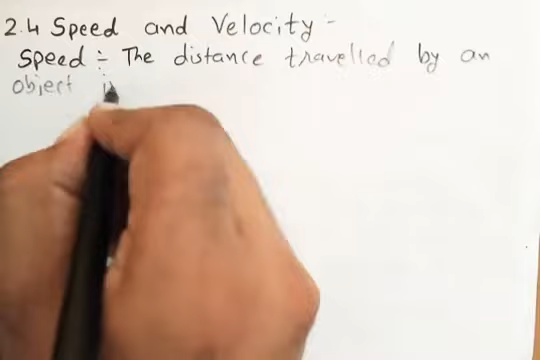 2.4 Speed and Velocity -
Speed ÷ The distance travelled by an
object